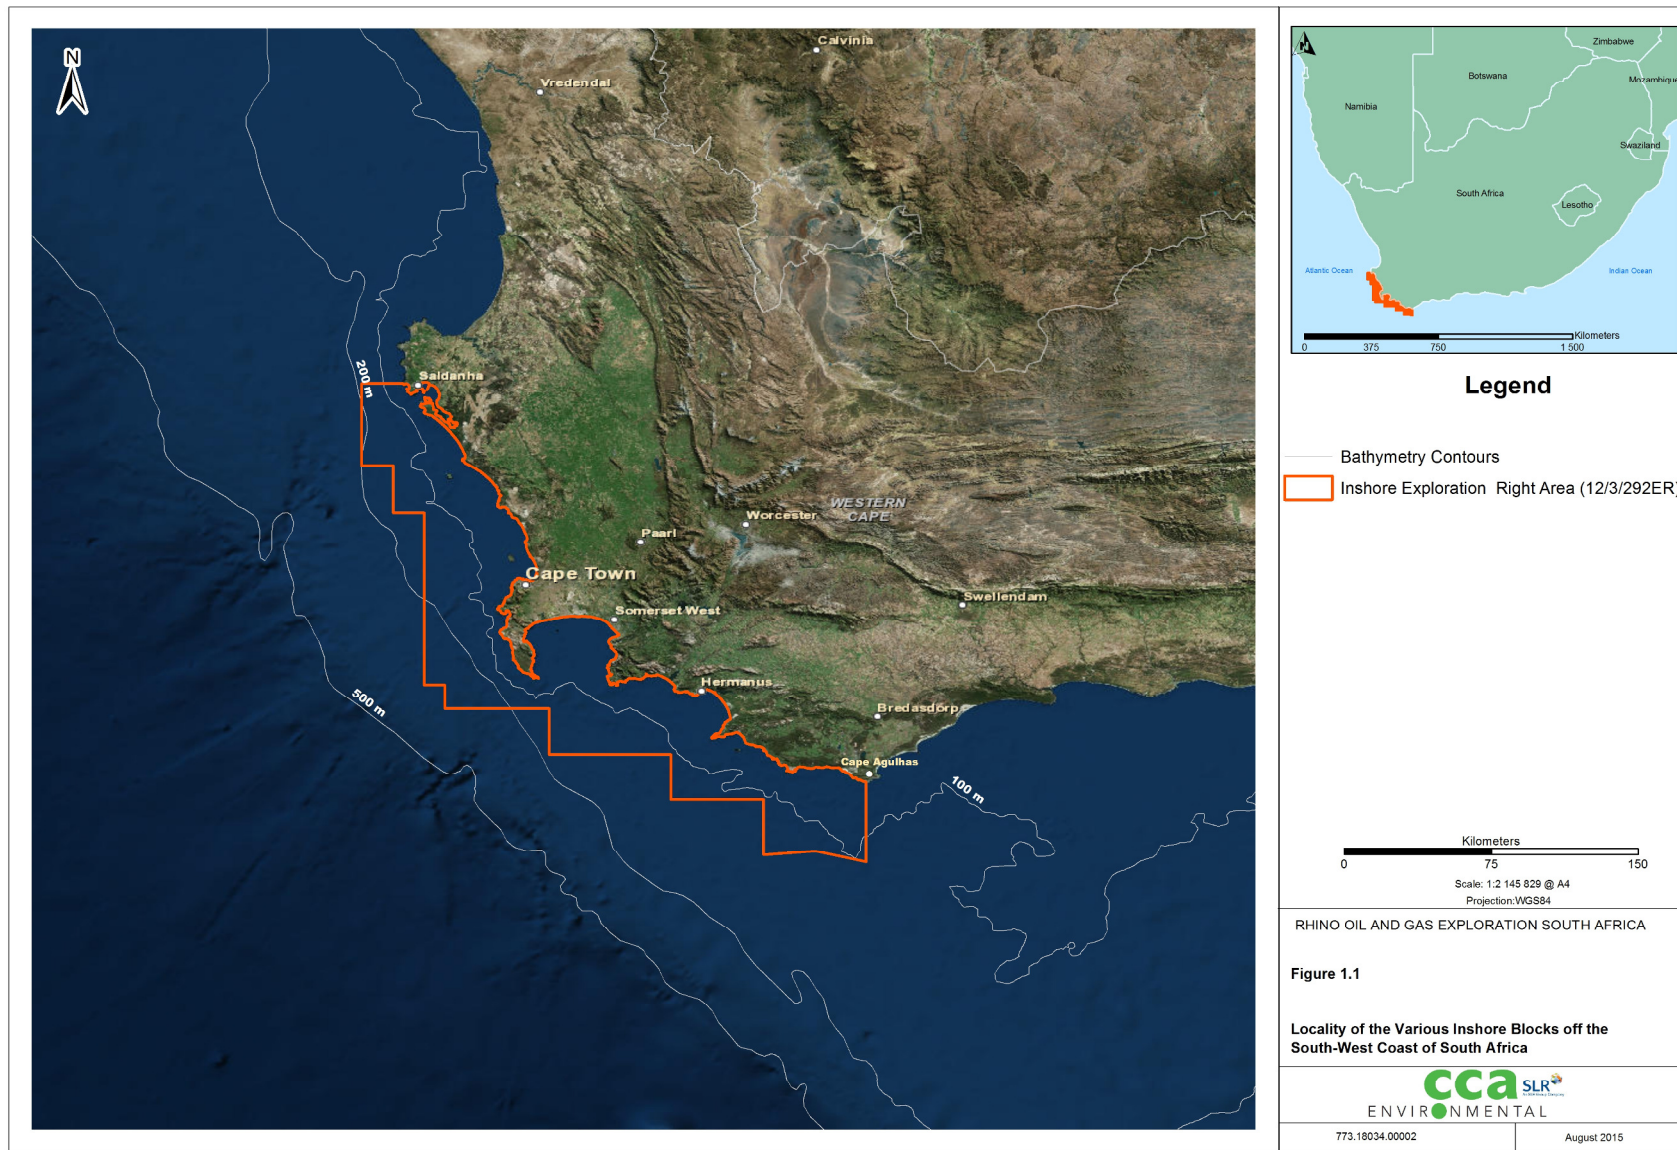 N
Calvinia
Vredendal
200 m
Saldanha
WESTERN
CAPE
Worcester
Paarl
Cape Town
Swellendam
Somerset West
Hermanus
500 m
Bredasdorp
Cape Agulhas
100 m
Zimbabwe
Botswana
Mozambique
Namibia
Swaziland
South Africa
Lesotho
Atlantic Ocean
Indian Ocean
Kilometers
0 375 750 1 500
Legend
Bathymetry Contours
Inshore Exploration Right Area (12/3/292ER)
Kilometers
0 75 150
Scale: 1:2 145 829 @ A4
Projection:WGS84
RHINO OIL AND GAS EXPLORATION SOUTH AFRICA
Figure 1.1
Locality of the Various Inshore Blocks off the
South-West Coast of South Africa
cca SLR
ENVIRONMENTAL
773.18034.00002 August 2015